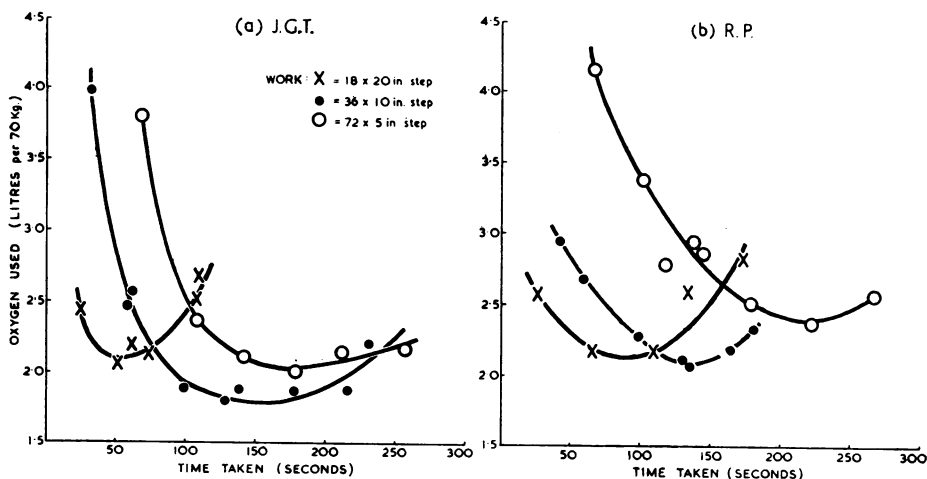 (a) J.G.T.
WORK: X = 18 x 20 in step
● = 36 x 10 in. step
O = 72 x 5 in step
OXYGEN USED (LITRES per 70 Kg.)
4·5
4·0
3·5
3·0
2·5
2·0
1·5
50 100 150 200 250 300
TIME TAKEN (SECONDS)
(b) R.P.
4·5
4·0
3·5
3·0
2·5
2·0
1·5
50 100 150 200 250 300
TIME TAKEN (SECONDS)